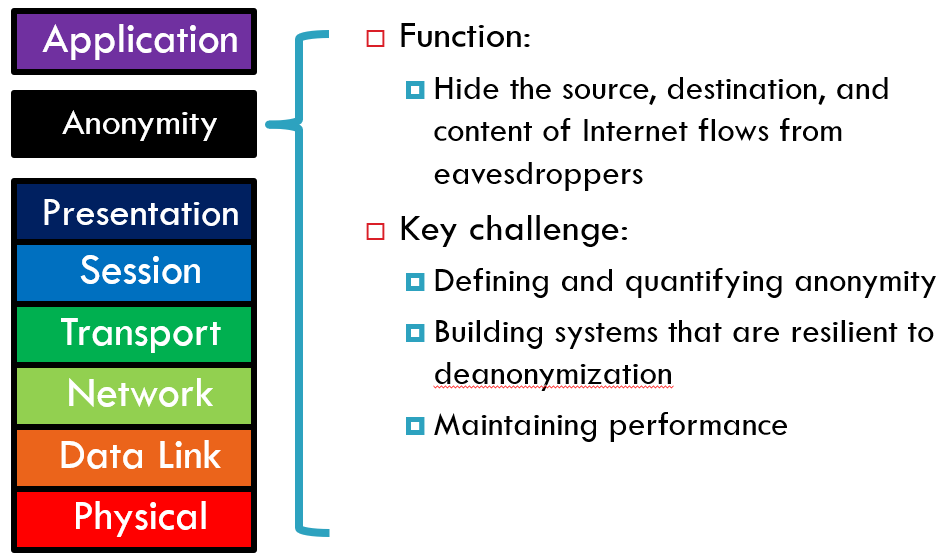 Application
Anonymity
Presentation
Session
Transport
Network
Data Link
Physical
Function:
Hide the source, destination, and
content of Internet flows from
eavesdroppers
Key challenge:
Defining and quantifying anonymity
Building systems that are resilient to
deanonymization
Maintaining performance